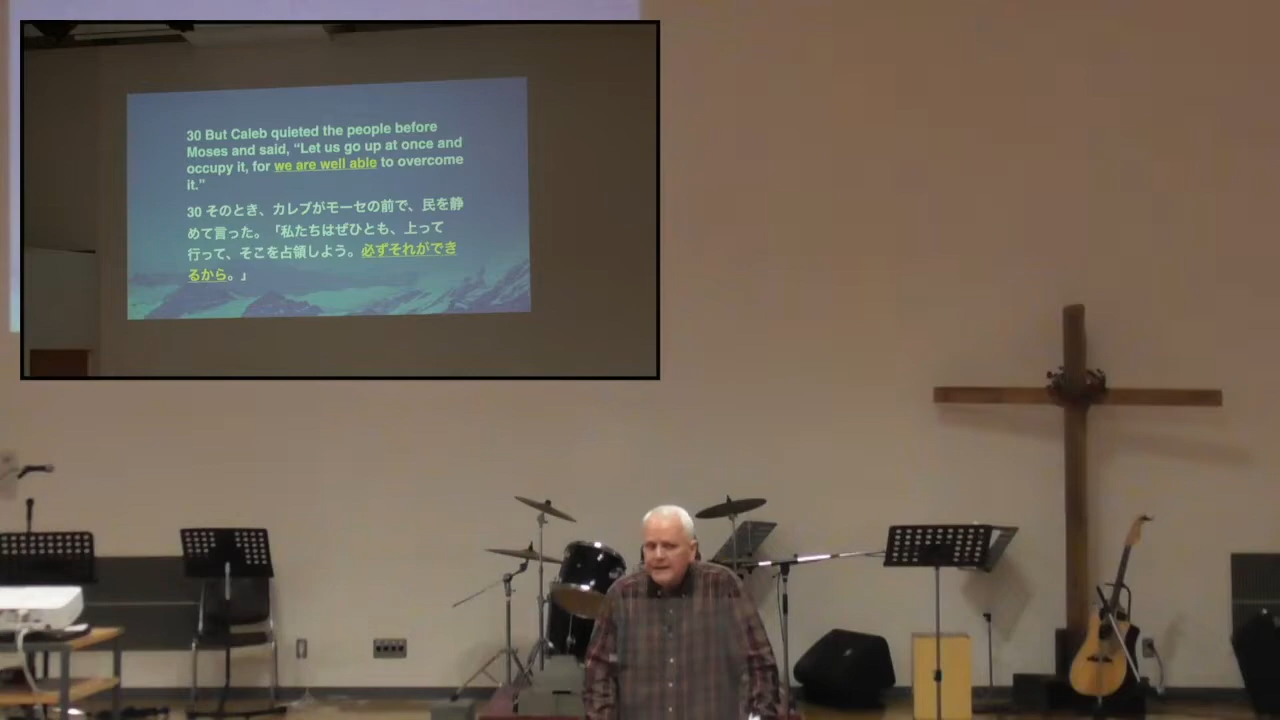 30 But Caleb quieted the people before
Moses and said, “Let us go up at once and
occupy it, for we are well able to overcome
it.”
30 そのとき、カレブがモーセの前で、民を静
めて言った。「私たちはぜひとも、上って
行って、そこを占領しよう。必ずそれができ
るから。」